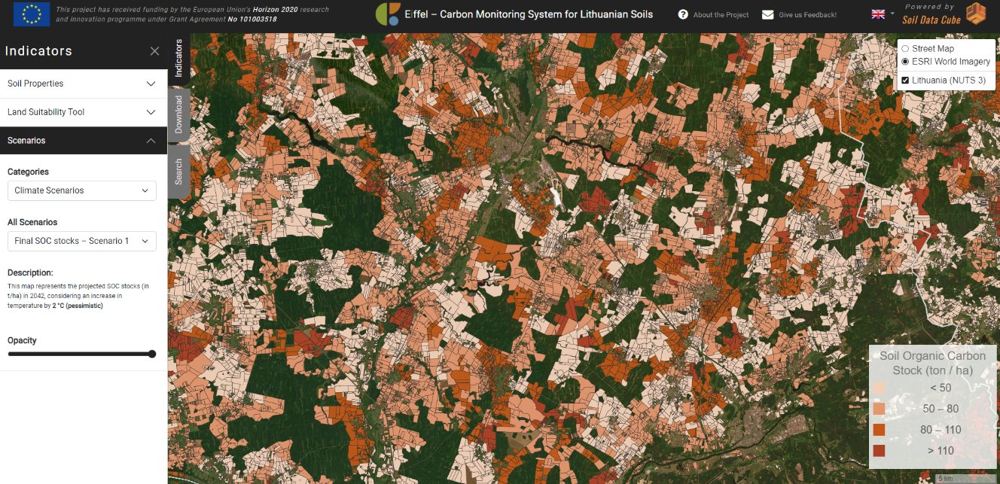 This project has received funding by the European Union's Horizon 2020 research
and innovation programme under Grant Agreement No 101003518
Eiffel – Carbon Monitoring System for Lithuanian Soils
About the Project
Give us Feedback!
Powered by
Soil Data Cube
Indicators
Soil Properties
Land Suitability Tool
Scenarios
Categories
Climate Scenarios
All Scenarios
Final SOC stocks – Scenario 1
Description:
This map represents the projected SOC stocks (in
t/ha) in 2042, considering an increase in
temperature by 2 °C (pessimistic)
Opacity
Indicators
Download
Search
Street Map
ESRI World Imagery
Lithuania (NUTS 3)
Soil Organic Carbon
Stock (ton / ha)
< 50
50 – 80
80 – 110
> 110
5 km